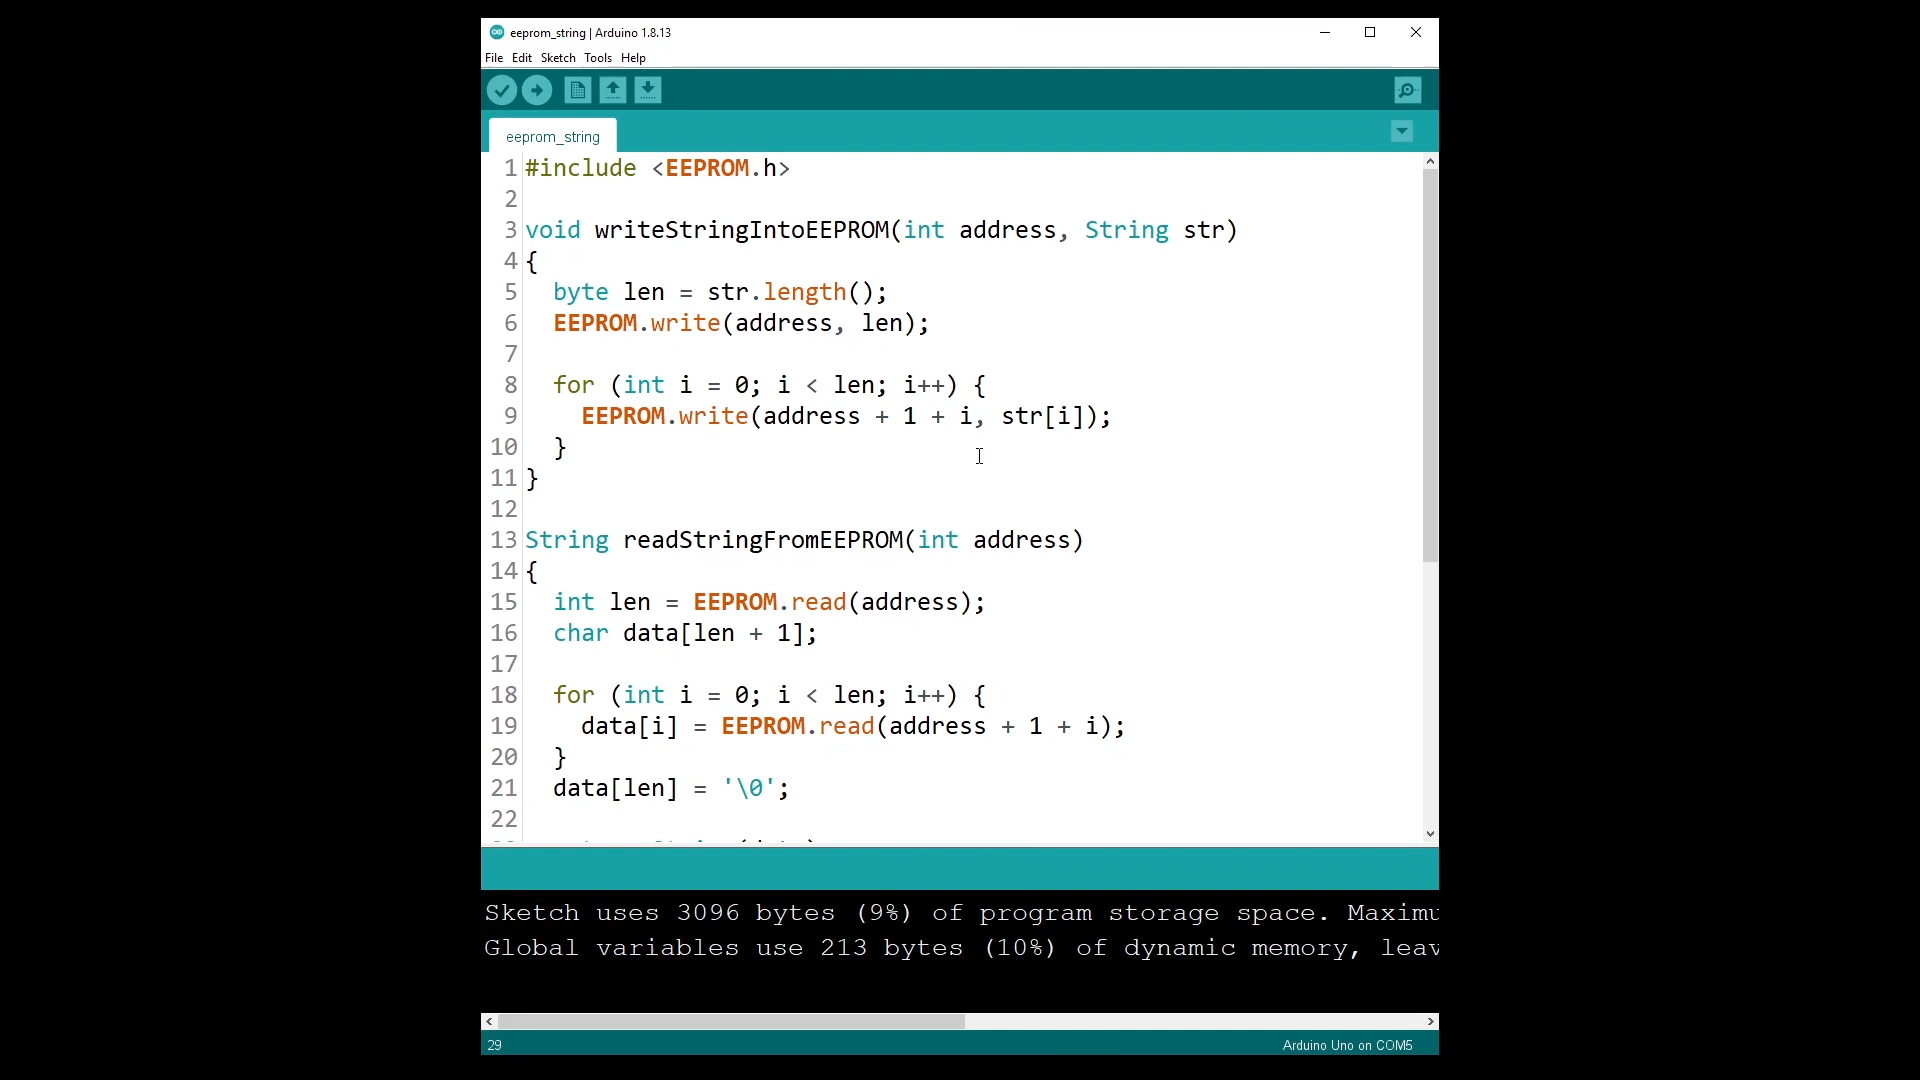 eeprom_string | Arduino 1.8.13
File Edit Sketch Tools Help
eeprom_string
1 #include <EEPROM.h>
2
3 void writeStringIntoEEPROM(int address, String str)
4 {
5   byte len = str.length();
6   EEPROM.write(address, len);
7
8   for (int i = 0; i < len; i++) {
9     EEPROM.write(address + 1 + i, str[i]);
10   }
11 }
12
13 String readStringFromEEPROM(int address)
14 {
15   int len = EEPROM.read(address);
16   char data[len + 1];
17
18   for (int i = 0; i < len; i++) {
19     data[i] = EEPROM.read(address + 1 + i);
20   }
21   data[len] = '\0';
22
Sketch uses 3096 bytes (9%) of program storage space. Maximu
Global variables use 213 bytes (10%) of dynamic memory, leav
29
Arduino Uno on COM5